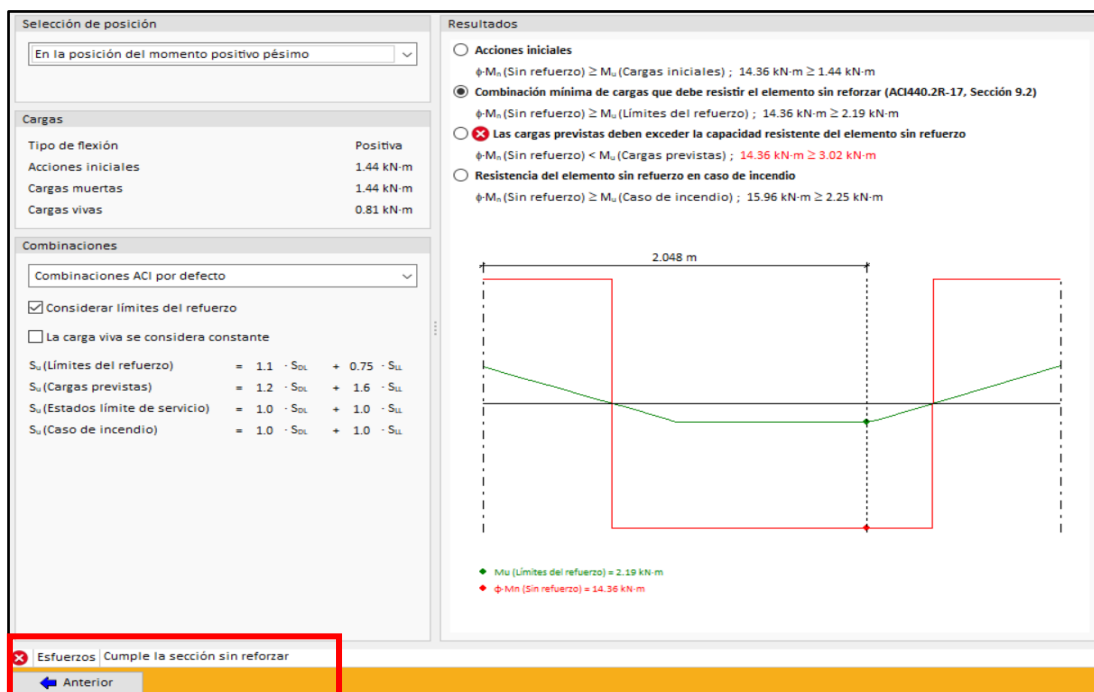 Selección de posición
En la posición del momento positivo pésimo
Cargas
Tipo de flexión Positiva
Acciones iniciales 1.44 kN·m
Cargas muertas 1.44 kN·m
Cargas vivas 0.81 kN·m
Combinaciones
Combinaciones ACI por defecto
Considerar límites del refuerzo
La carga viva se considera constante
Su (Límites del refuerzo) = 1.1 · SDL + 0.75 · SLL
Su (Cargas previstas) = 1.2 · SDL + 1.6 · SLL
Su (Estados límite de servicio) = 1.0 · SDL + 1.0 · SLL
Su (Caso de incendio) = 1.0 · SDL + 1.0 · SLL
Resultados
Acciones iniciales
ϕ·Mn (Sin refuerzo) ≥ Mu (Cargas iniciales) ; 14.36 kN·m ≥ 1.44 kN·m
Combinación mínima de cargas que debe resistir el elemento sin reforzar (ACI440.2R-17, Sección 9.2)
ϕ·Mn (Sin refuerzo) ≥ Mu (Límites del refuerzo) ; 14.36 kN·m ≥ 2.19 kN·m
Las cargas previstas deben exceder la capacidad resistente del elemento sin refuerzo
ϕ·Mn (Sin refuerzo) < Mu (Cargas previstas) ; 14.36 kN·m ≥ 3.02 kN·m
Resistencia del elemento sin refuerzo en caso de incendio
ϕ·Mn (Sin refuerzo) ≥ Mu (Caso de incendio) ; 15.96 kN·m ≥ 2.25 kN·m
2.048 m
Mu (Límites del refuerzo) = 2.19 kN·m
ϕ·Mn (Sin refuerzo) = 14.36 kN·m
Esfuerzos Cumple la sección sin reforzar
Anterior